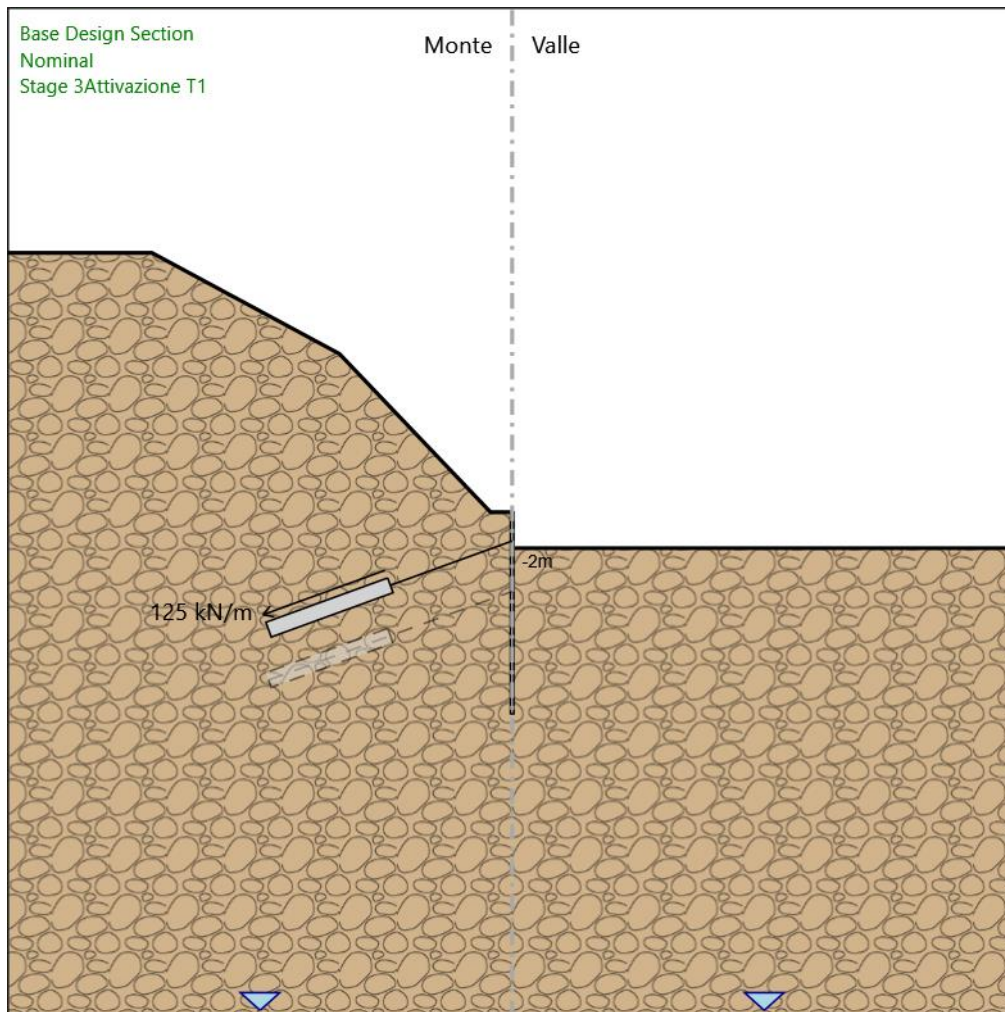 Base Design Section
Nominal
Stage 3Attivazione T1
Monte
Valle
-2m
125 kN/m